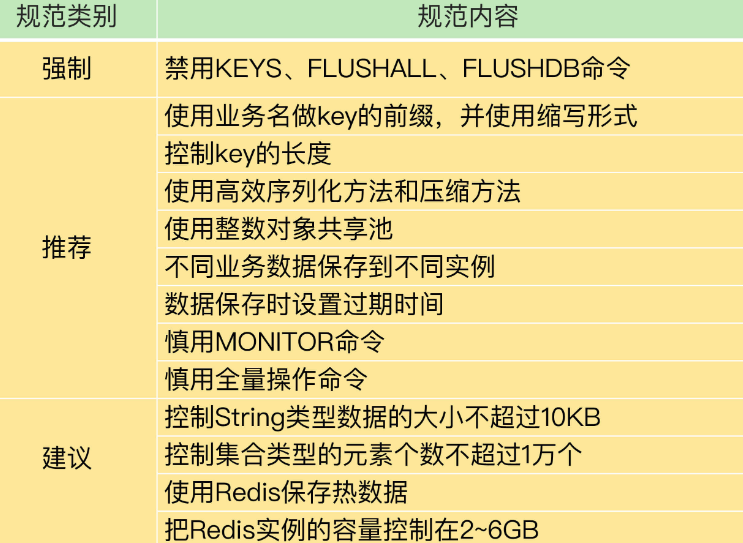 规范类别 规范内容
强制 禁用KEYS、FLUSHALL、FLUSHDB命令
使用业务名做key的前缀，并使用缩写形式
控制key的长度
使用高效序列化方法和压缩方法
使用整数对象共享池
推荐
不同业务数据保存到不同实例
数据保存时设置过期时间
慎用MONITOR命令
慎用全量操作命令
控制String类型数据的大小不超过10KB
建议 控制集合类型的元素个数不超过1万个
使用Redis保存热数据
把Redis实例的容量控制在2~6GB